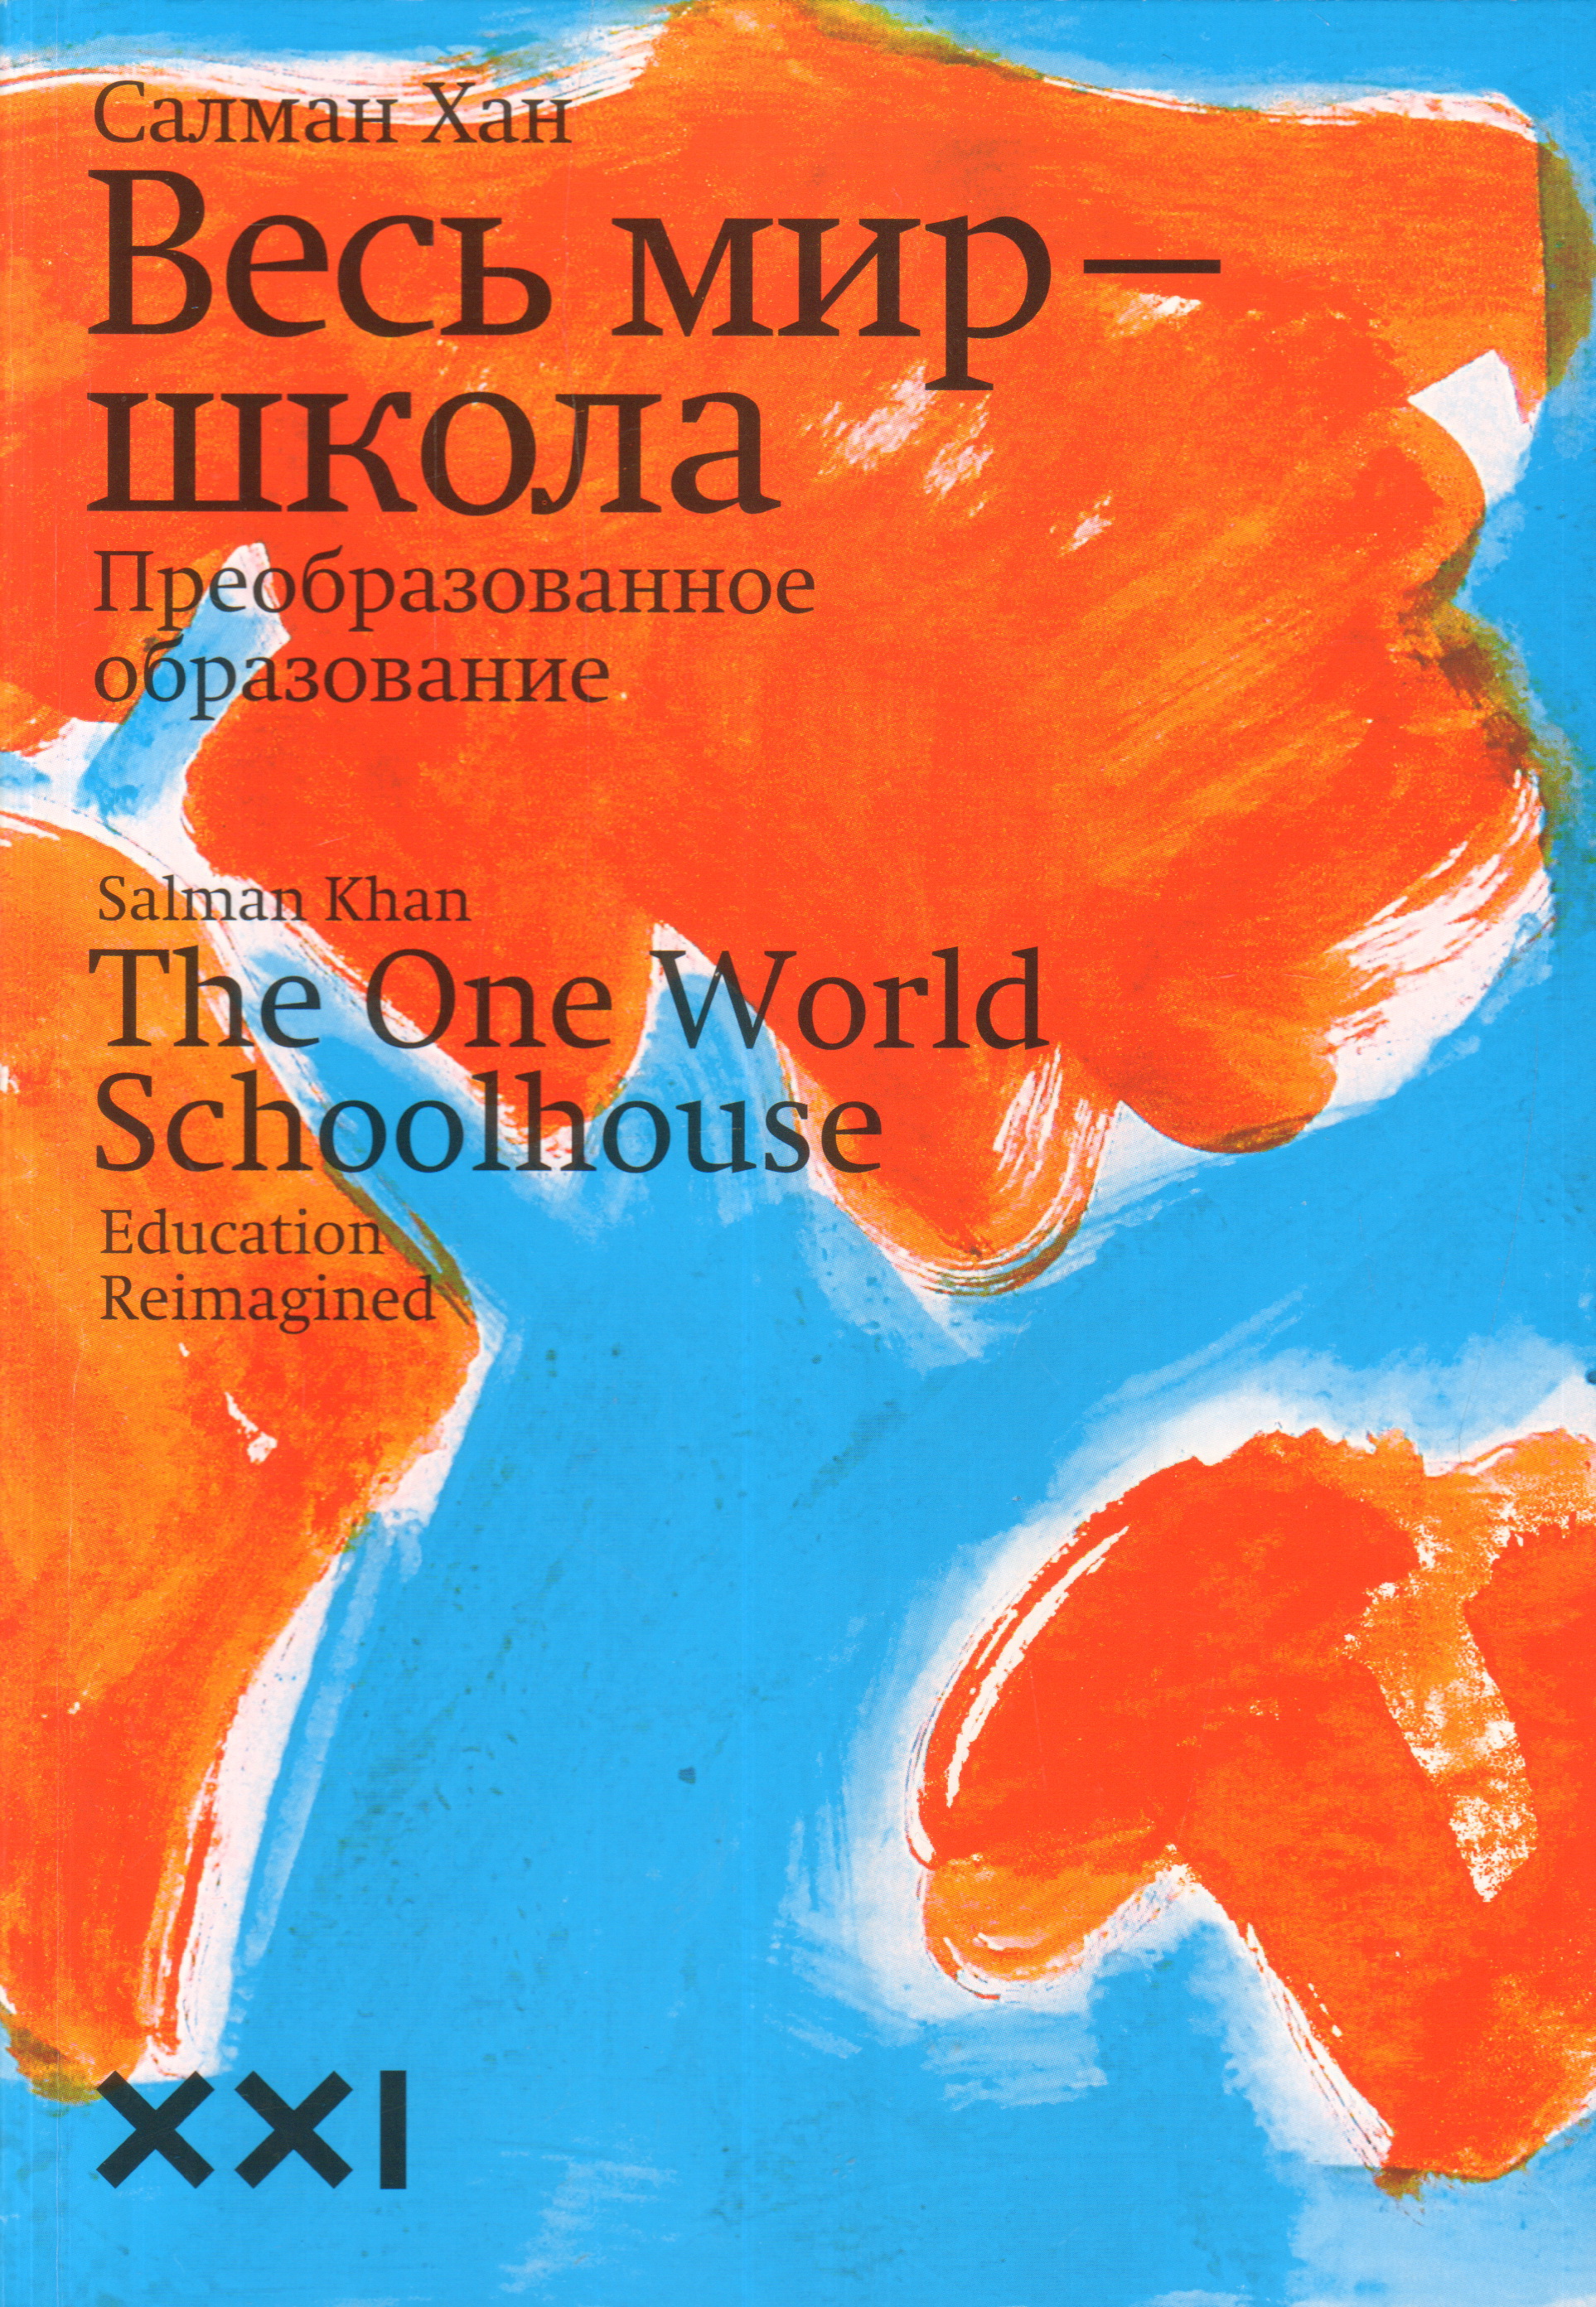 Салман Хан
Весь мир –
школа
Преобразованное
образование
Salman Khan
The One World
Schoolhouse
Education
Reimagined
XXI